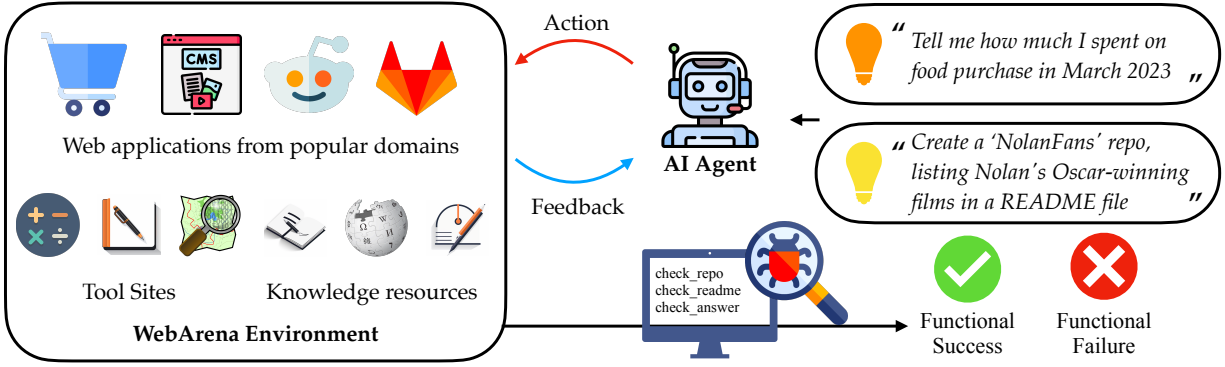 CMS
Web applications from popular domains
Tool Sites
Knowledge resources
WebArena Environment
Action
Feedback
AI Agent
“ Tell me how much I spent on
food purchase in March 2023 ”
“ Create a ‘NolanFans’ repo,
listing Nolan's Oscar-winning
films in a README file ”
check_repo
check_readme
check_answer
Functional
Success
Functional
Failure